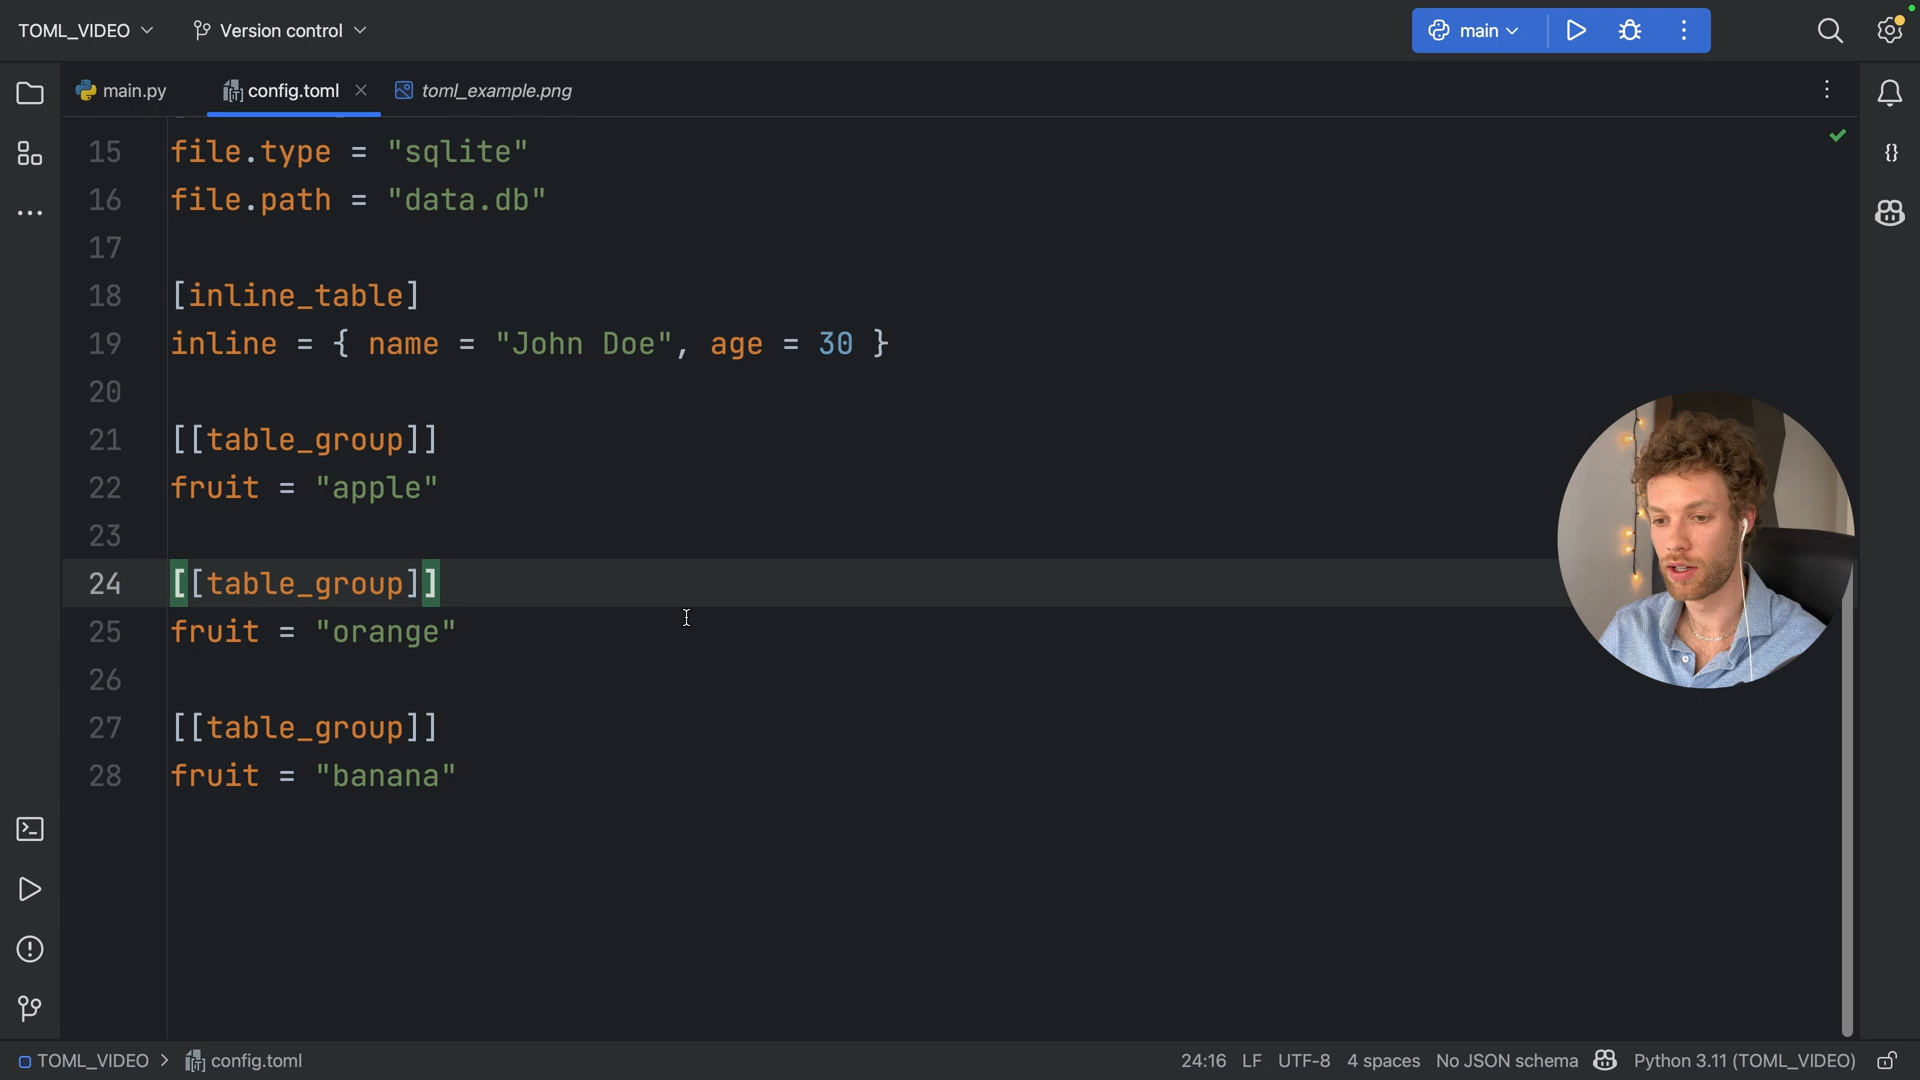 TOML_VIDEO Version control main
main.py config.toml toml_example.png
15 file.type = "sqlite"
16 file.path = "data.db"
17
18 [inline_table]
19 inline = { name = "John Doe", age = 30 }
20
21 [[table_group]]
22 fruit = "apple"
23
24 [[table_group]]
25 fruit = "orange"
26
27 [[table_group]]
28 fruit = "banana"
TOML_VIDEO > config.toml 24:16 LF UTF-8 4 spaces No JSON schema Python 3.11 (TOML_VIDEO)